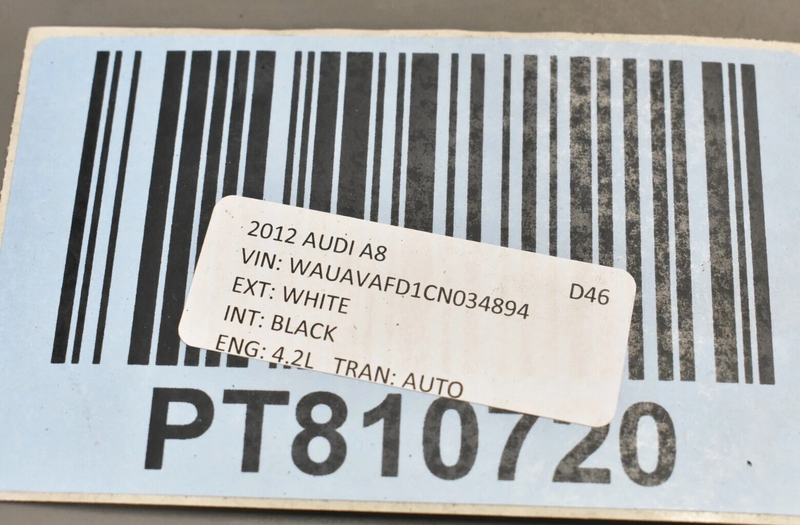 2012 AUDI A8
VIN: WAUAVAFD1CN034894 D46
EXT: WHITE
INT: BLACK
ENG: 4.2L TRAN: AUTO
PT810720